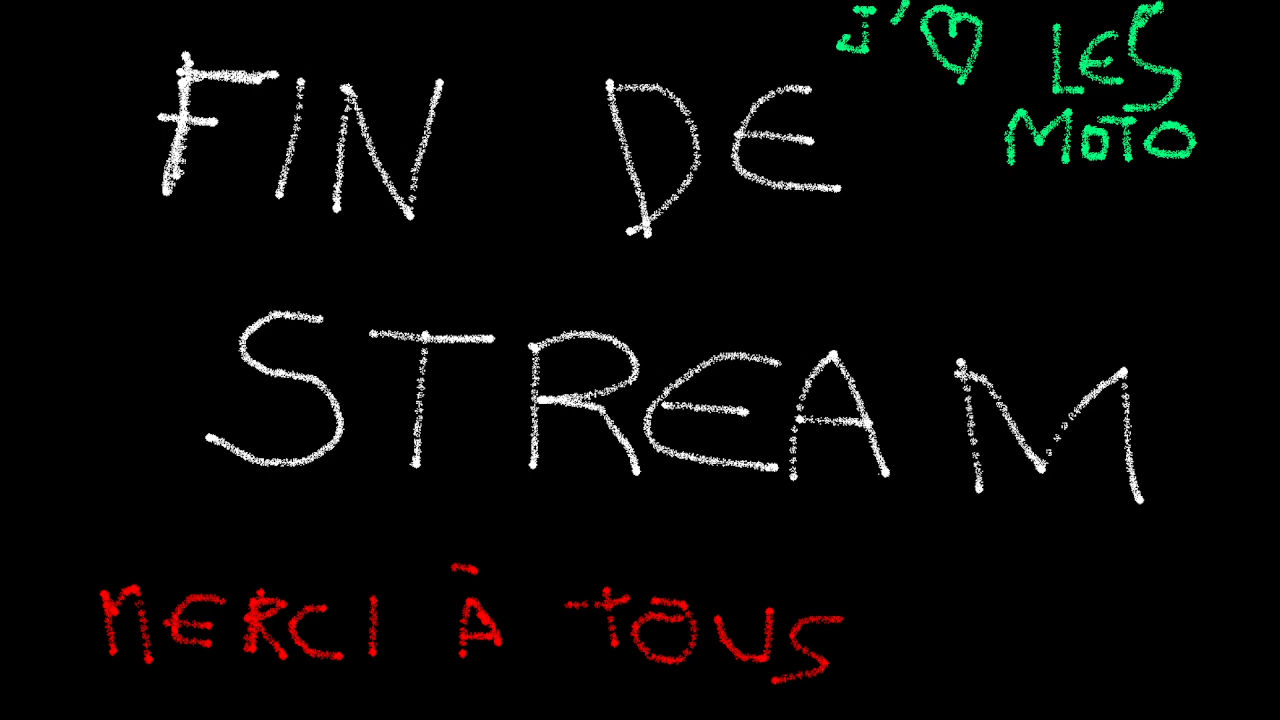 J'♡ LES
MOTO
FIN DE
STREAM
MERCI À TOUS